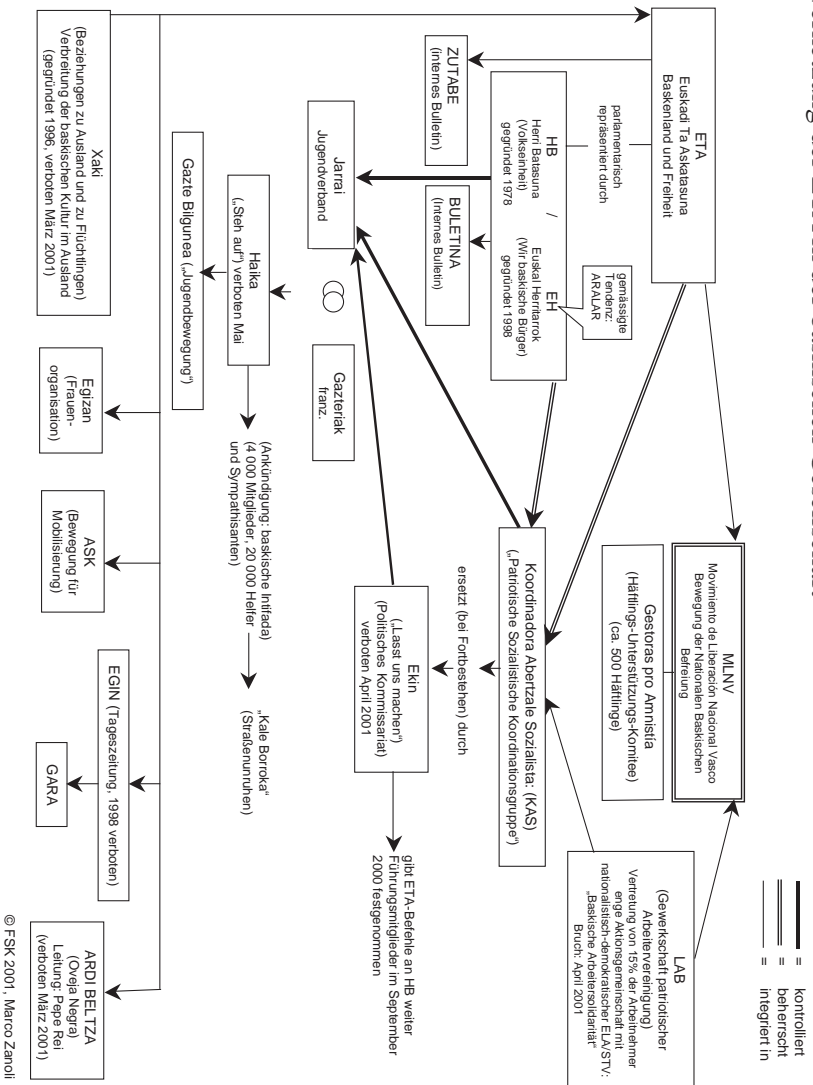 = kontrolliert
= beherrscht
= integriert in
ETA
Euskadi Ta Askatasuna
Baskenland und Freiheit
MLNV
Movimiento de Liberación Nacional Vasco
Bewegung der Nationalen Baskischen
Befreiung
Gestoras pro Amnistía
(Häftlings-Unterstützungs-Komitee)
(ca. 500 Häftlinge)
LAB
(Gewerkschaft patriotischer
Arbeitervereinigung)
Vertretung von 15% der Arbeitnehmer
enge Aktionsgemeinschaft mit
nationalistisch-demokratischer ELA/STV:
„Baskische Arbeitersolidarität“
Bruch: April 2001
parlamentarisch
repräsentiert durch
gemässigte
Tendenz:
ARALAR
ZUTABE
(internes Bulletin)
HB / EH
Herri Batasuna
(Volkseinheit)
gegründet 1978
Euskal Herritarrok
(Wir baskische Bürger)
gegründet 1998
BULETINA
(Internes Bulletin)
Koordinadora Abertzale Sozialista: (KAS)
(„Patriotische Sozialistische Koordinationsgruppe“)
ersetzt (bei Fortbestehen) durch
Jarrai
Jugendverband
Gazteriak
franz.
Ekin
(„Lasst uns machen“)
(Politisches Kommissariat)
verboten April 2001
gibt ETA-Befehle an HB weiter
Führungsmitglieder im September
2000 festgenommen
Haika
(„Steh auf“) verboten Mai
(Ankündigung: baskische Intifada)
(4 000 Mitglieder, 20 000 Helfer
und Sympathisanten)
„Kale Borroka“
(Straßenunruhen)
Gazte Bilgunea („Jugendbewegung“)
Xaki
(Beziehungen zu Ausland und zu Flüchtlingen)
Verbreitung der baskischen Kultur im Ausland
(gegründet 1996, verboten März 2001)
Egizan
(Frauen-
organisation)
ASK
(Bewegung für
Mobilisierung)
EGIN (Tageszeitung, 1998 verboten)
GARA
ARDI BELTZA
(Oveja Negra)
Leitung: Pepe Rei
(verboten März 2001)
© FSK 2001, Marco Zanoli